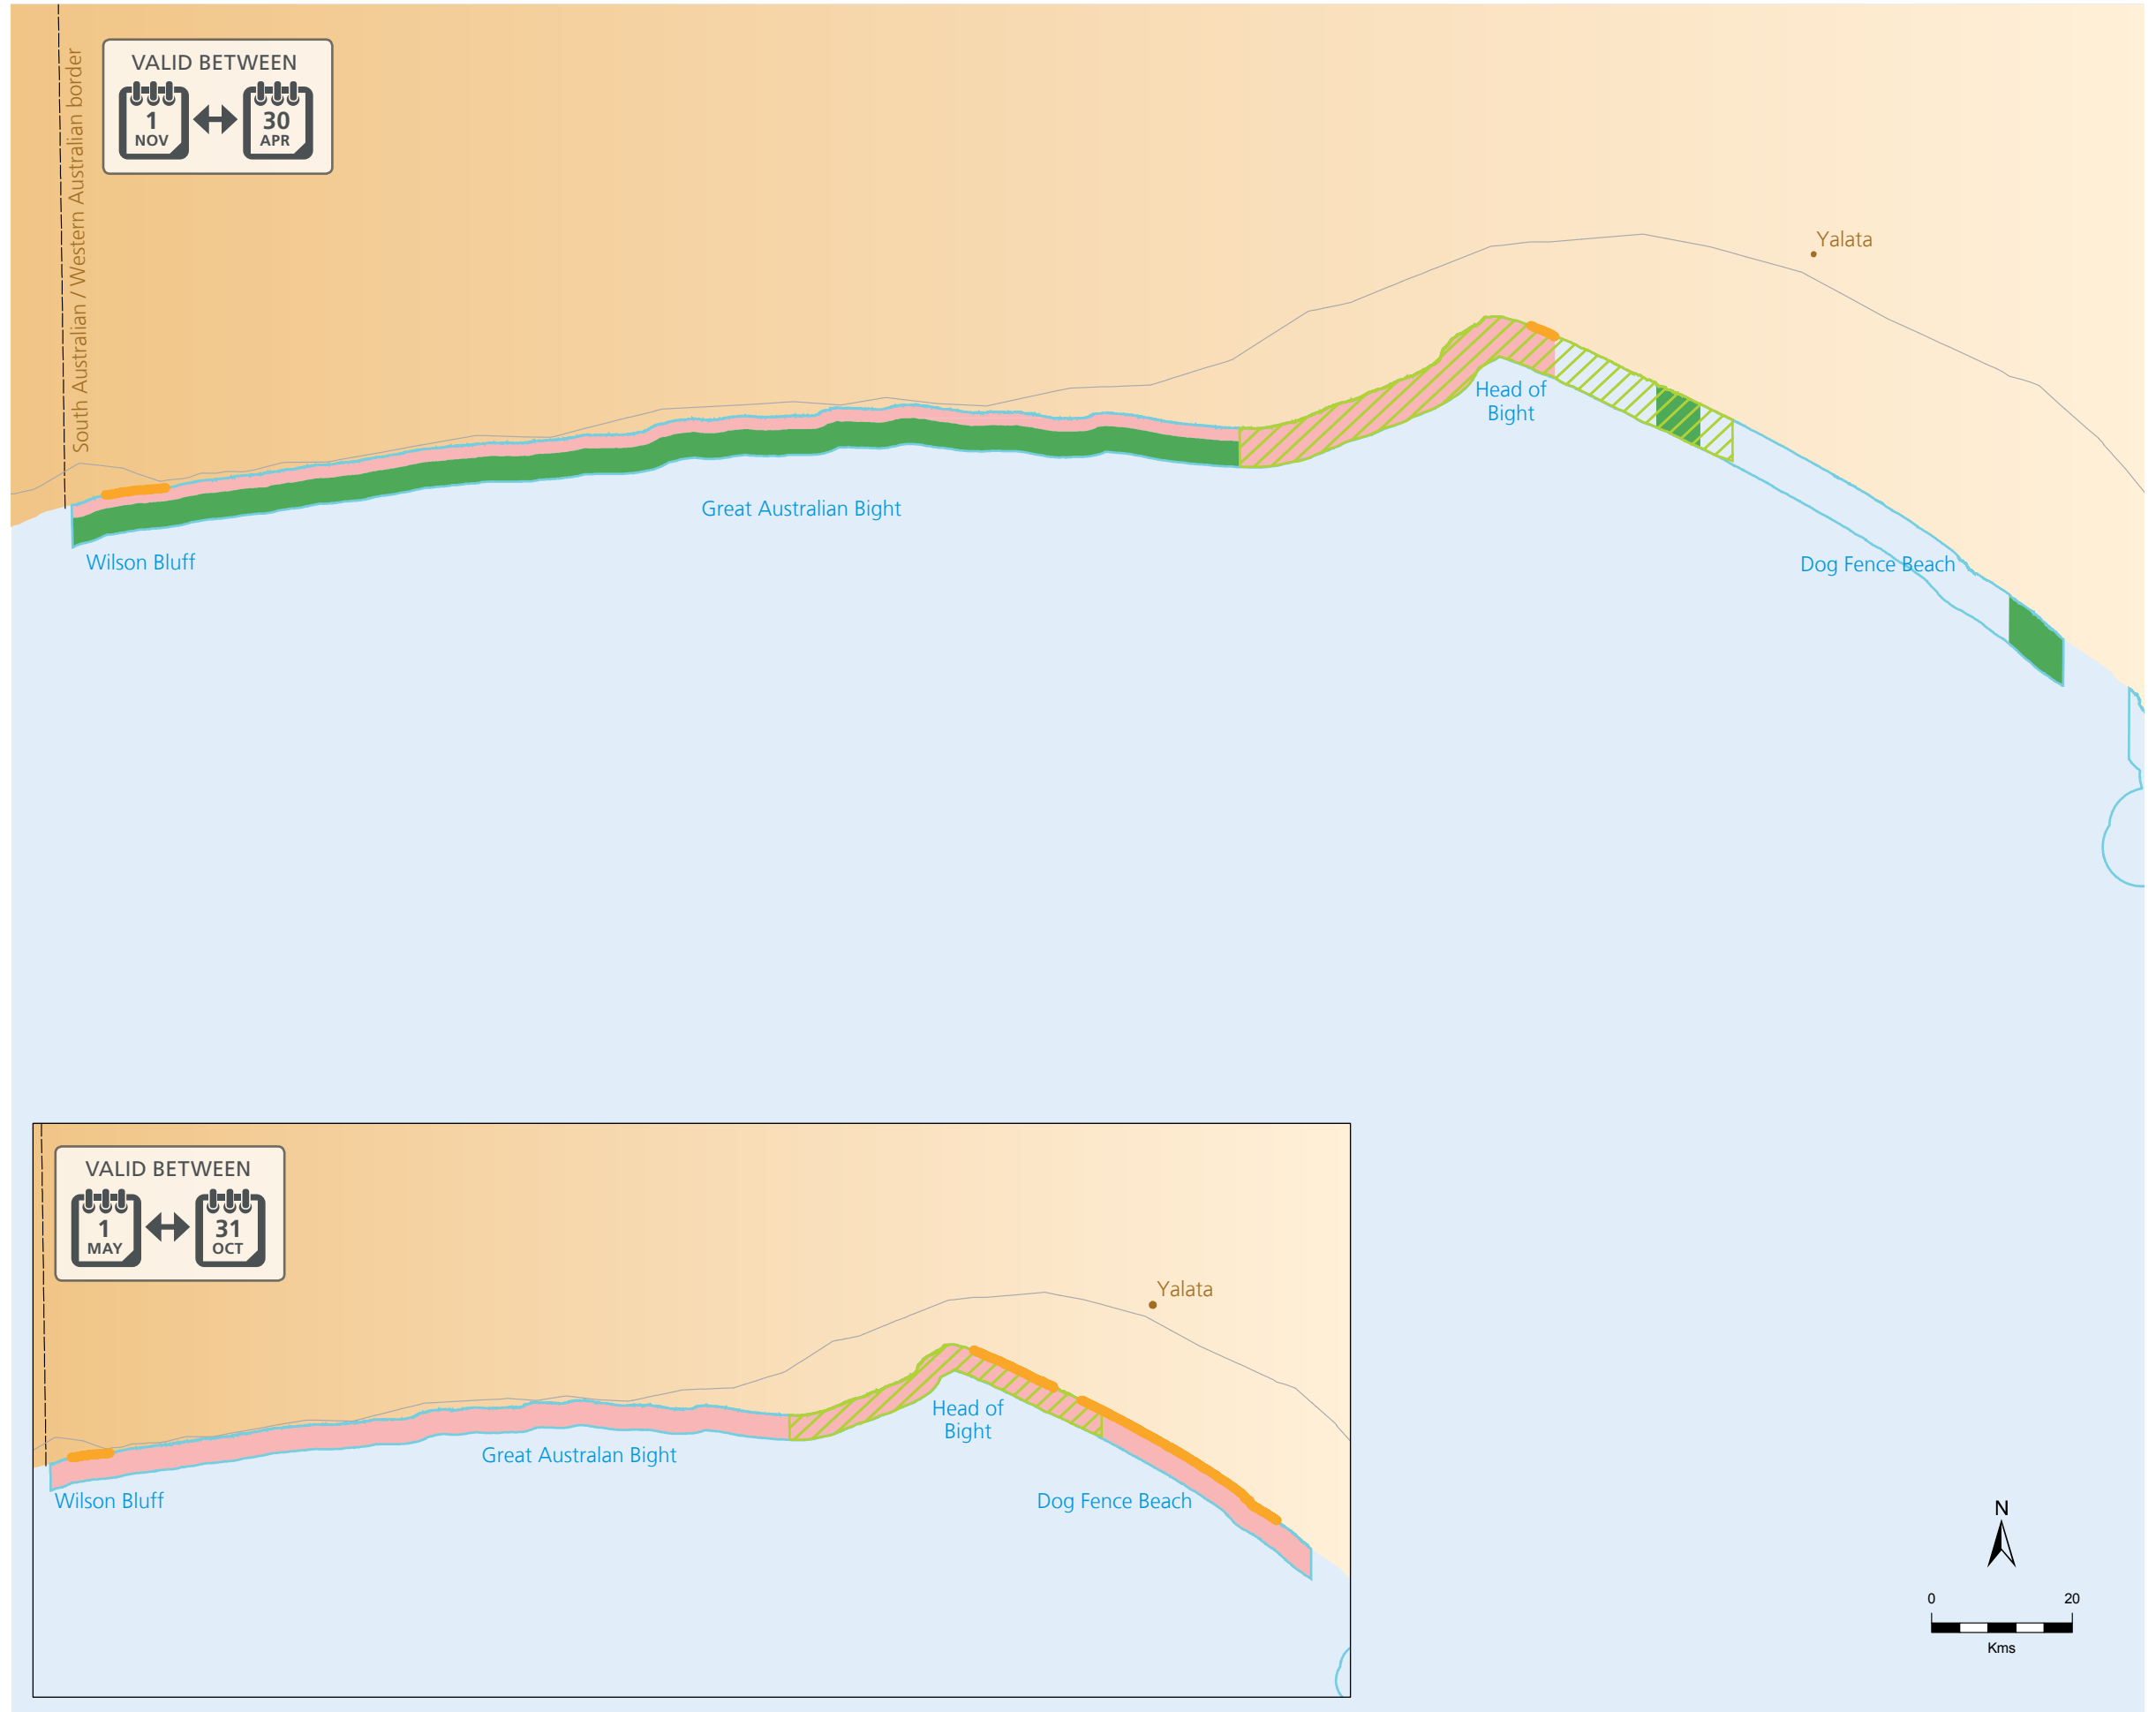 VALID BETWEEN
1
NOV
30
APR
South Australian / Western Australian border
Yalata
Head of
Bight
Great Australian Bight
Wilson Bluff
Dog Fence Beach
VALID BETWEEN
1
MAY
31
OCT
Yalata
Head of
Bight
Great Australan Bight
Wilson Bluff
Dog Fence Beach
N
0 20
Kms